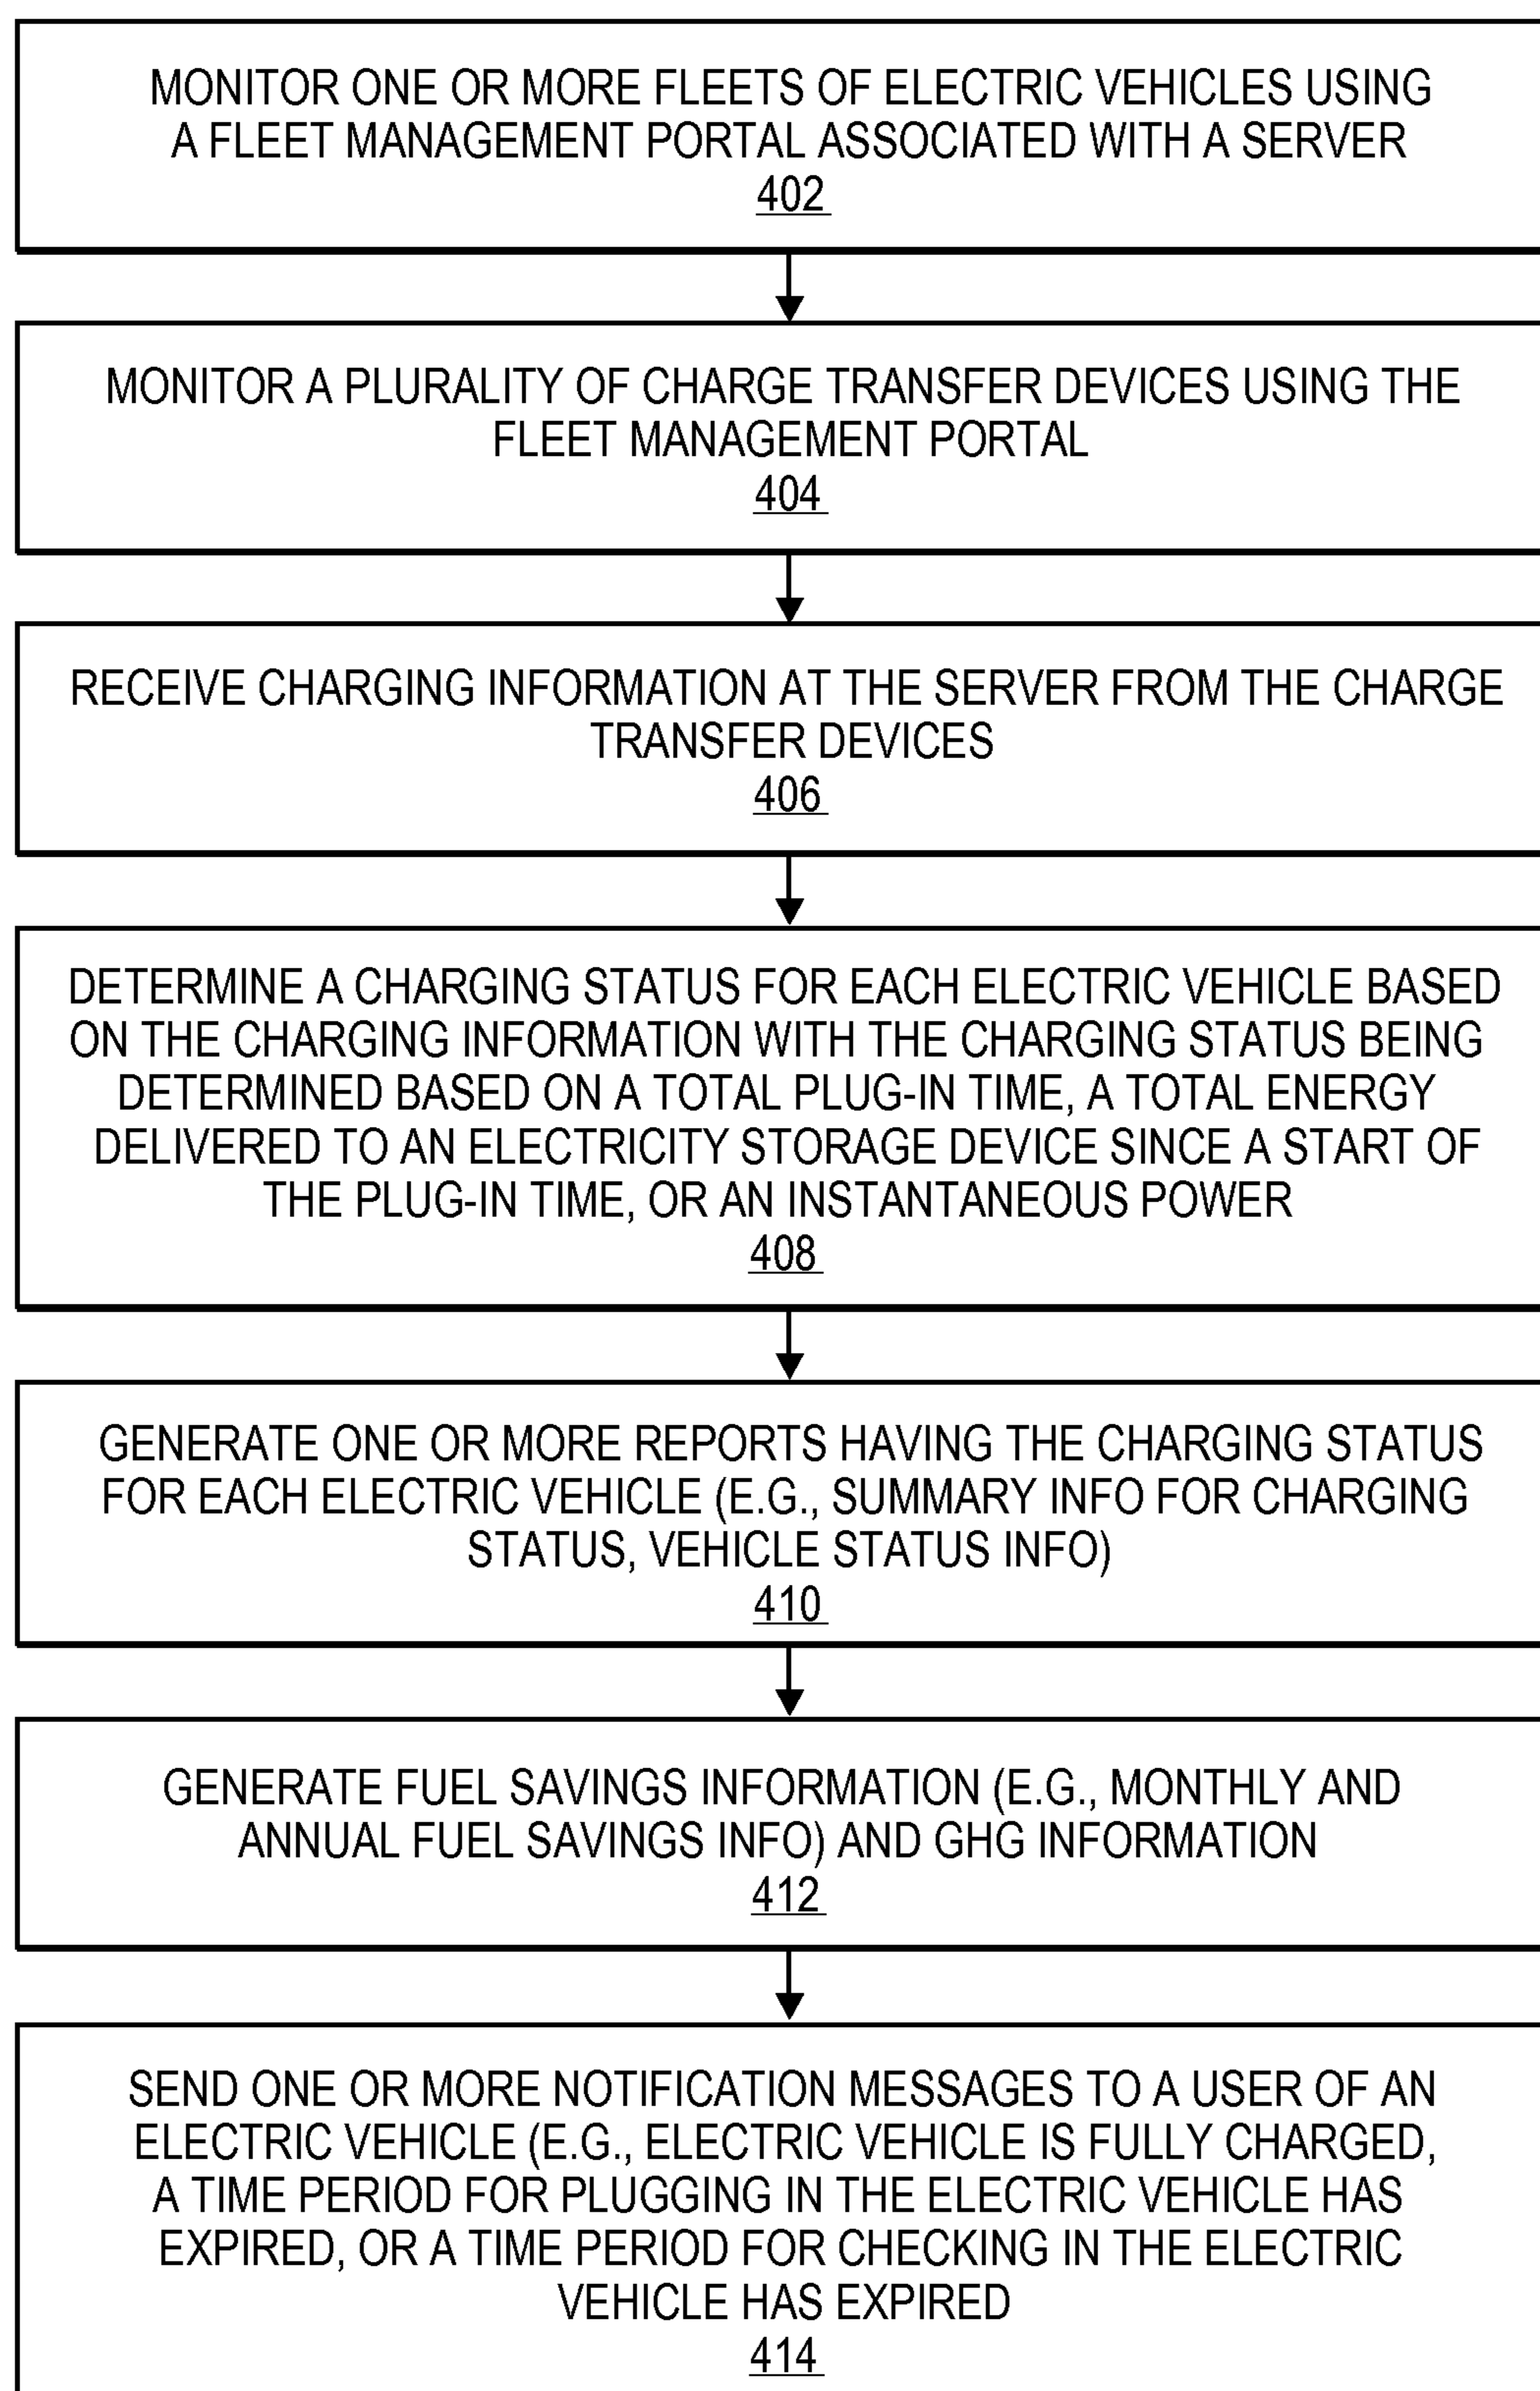 MONITOR ONE OR MORE FLEETS OF ELECTRIC VEHICLES USING
A FLEET MANAGEMENT PORTAL ASSOCIATED WITH A SERVER
402
MONITOR A PLURALITY OF CHARGE TRANSFER DEVICES USING THE
FLEET MANAGEMENT PORTAL
404
RECEIVE CHARGING INFORMATION AT THE SERVER FROM THE CHARGE
TRANSFER DEVICES
406
DETERMINE A CHARGING STATUS FOR EACH ELECTRIC VEHICLE BASED
ON THE CHARGING INFORMATION WITH THE CHARGING STATUS BEING
DETERMINED BASED ON A TOTAL PLUG-IN TIME, A TOTAL ENERGY
DELIVERED TO AN ELECTRICITY STORAGE DEVICE SINCE A START OF
THE PLUG-IN TIME, OR AN INSTANTANEOUS POWER
408
GENERATE ONE OR MORE REPORTS HAVING THE CHARGING STATUS
FOR EACH ELECTRIC VEHICLE (E.G., SUMMARY INFO FOR CHARGING
STATUS, VEHICLE STATUS INFO)
410
GENERATE FUEL SAVINGS INFORMATION (E.G., MONTHLY AND
ANNUAL FUEL SAVINGS INFO) AND GHG INFORMATION
412
SEND ONE OR MORE NOTIFICATION MESSAGES TO A USER OF AN
ELECTRIC VEHICLE (E.G., ELECTRIC VEHICLE IS FULLY CHARGED,
A TIME PERIOD FOR PLUGGING IN THE ELECTRIC VEHICLE HAS
EXPIRED, OR A TIME PERIOD FOR CHECKING IN THE ELECTRIC
VEHICLE HAS EXPIRED
414